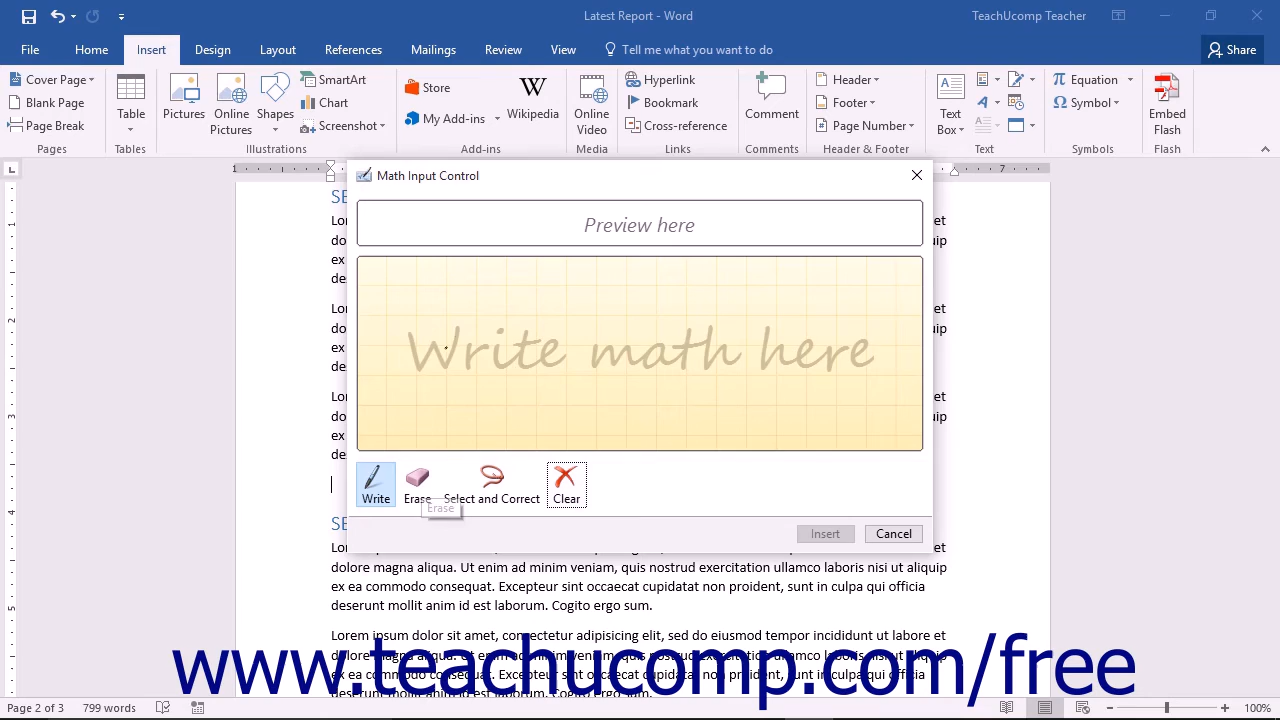 Latest Report - Word
TeachUcomp Teacher
File Home Insert Design Layout References Mailings Review View Tell me what you want to do Share
Cover Page
Blank Page
Page Break
Pages
Table
Tables
Pictures
Online Pictures
Shapes
SmartArt
Chart
Screenshot
Illustrations
Store
My Add-ins
Wikipedia
Add-ins
Online Video
Media
Hyperlink
Bookmark
Cross-reference
Links
Comment
Comments
Header
Footer
Page Number
Header & Footer
Text Box
Text
Equation
Symbol
Symbols
Embed Flash
Flash
Math Input Control
Preview here
Write math here
Write Erase Select and Correct Clear
Erase
Insert Cancel
dolore magna aliqua. Ut enim ad minim veniam, quis nostrud exercitation ullamco laboris nisi ut aliquip
ex ea commodo consequat. Excepteur sint occaecat cupidatat non proident, sunt in culpa qui officia
deserunt mollit anim id est laborum. Cogito ergo sum.
Lorem ipsum dolor sit amet, consectetur adipisicing elit, sed do eiusmod tempor incididunt ut labore et
www.teachucomp.com/free
Page 2 of 3 799 words 100%